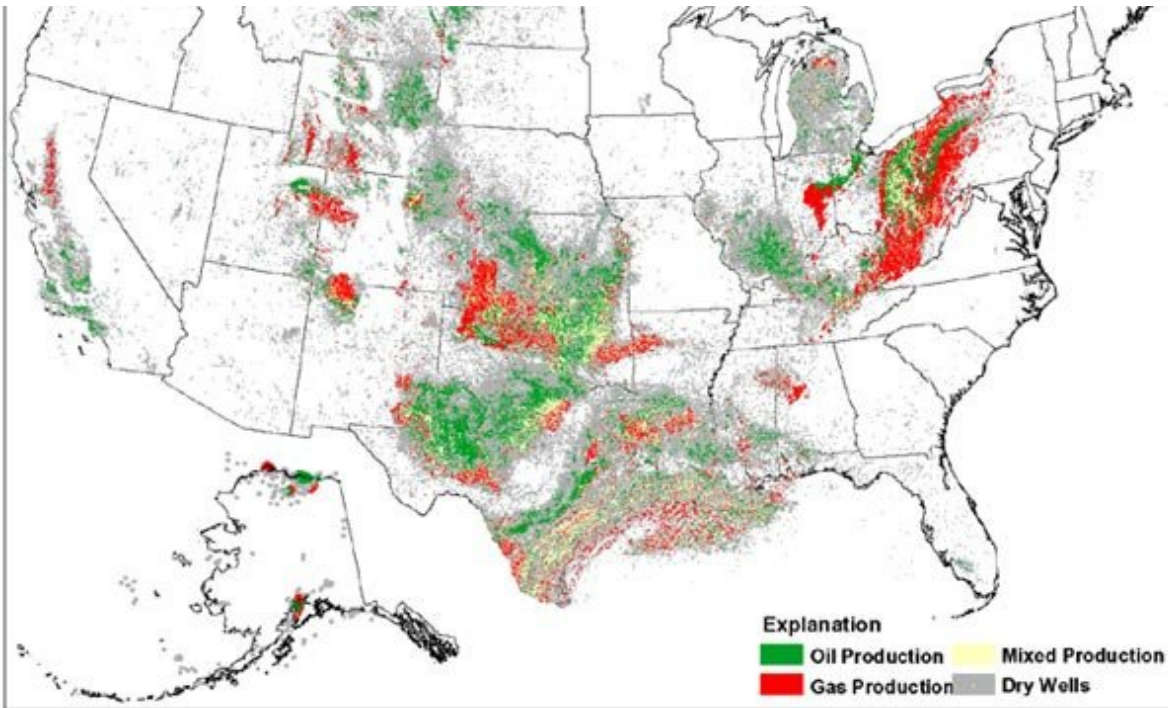 Explanation
Oil Production
Mixed Production
Gas Production
Dry Wells